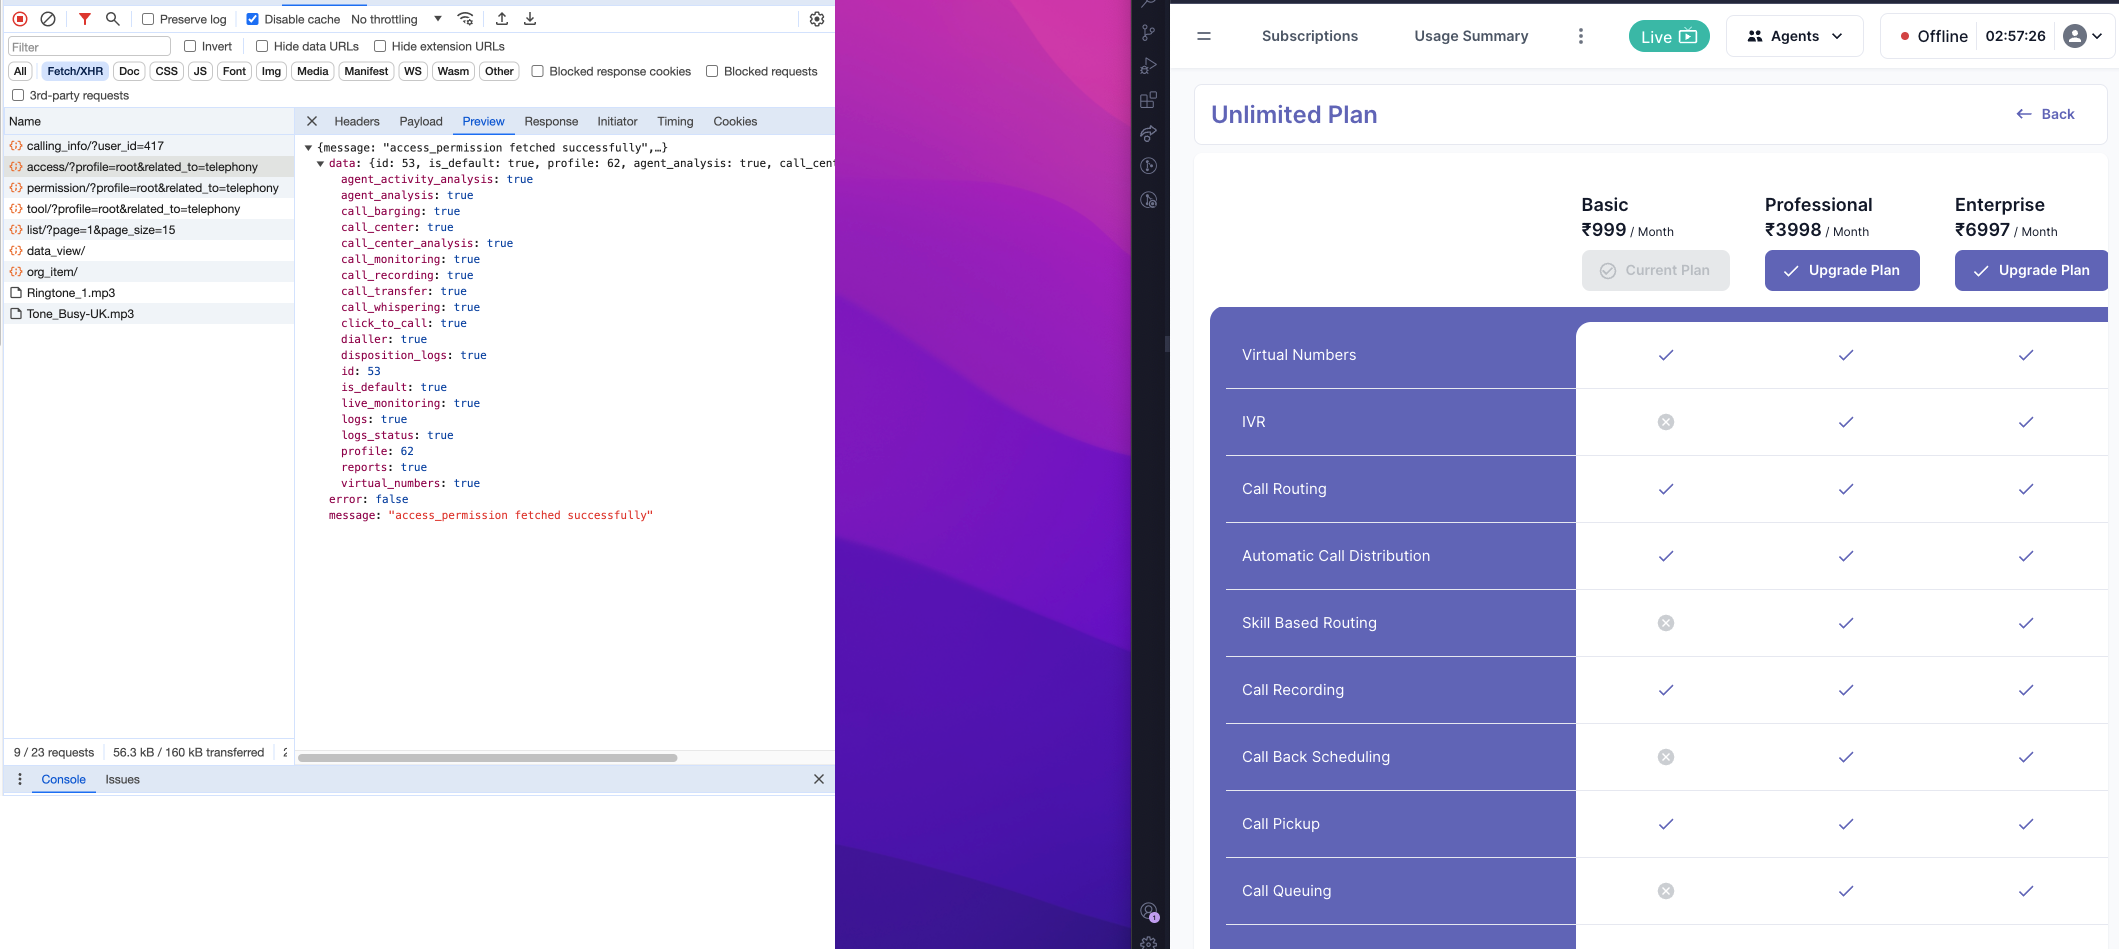 Preserve log
Disable cache
No throttling
Filter
Invert
Hide data URLs
Hide extension URLs
All
Fetch/XHR
Doc
CSS
JS
Font
Img
Media
Manifest
WS
Wasm
Other
Blocked response cookies
Blocked requests
3rd-party requests
Name
calling_info/?user_id=417
access/?profile=root&related_to=telephony
permission/?profile=root&related_to=telephony
tool/?profile=root&related_to=telephony
list/?page=1&page_size=15
data_view/
org_item/
Ringtone_1.mp3
Tone_Busy-UK.mp3
9 / 23 requests
56.3 kB / 160 kB transferred
Headers
Payload
Preview
Response
Initiator
Timing
Cookies
{message: "access_permission fetched successfully",…}
data: {id: 53, is_default: true, profile: 62, agent_analysis: true, call_cent
agent_activity_analysis: true
agent_analysis: true
call_barging: true
call_center: true
call_center_analysis: true
call_monitoring: true
call_recording: true
call_transfer: true
call_whispering: true
click_to_call: true
dialler: true
disposition_logs: true
id: 53
is_default: true
live_monitoring: true
logs: true
logs_status: true
profile: 62
reports: true
virtual_numbers: true
error: false
message: "access_permission fetched successfully"
Console
Issues
1
Subscriptions
Usage Summary
Live
Agents
Offline
02:57:26
Unlimited Plan
← Back
Basic
₹999 / Month
Current Plan
Professional
₹3998 / Month
Upgrade Plan
Enterprise
₹6997 / Month
Upgrade Plan
Virtual Numbers
IVR
Call Routing
Automatic Call Distribution
Skill Based Routing
Call Recording
Call Back Scheduling
Call Pickup
Call Queuing